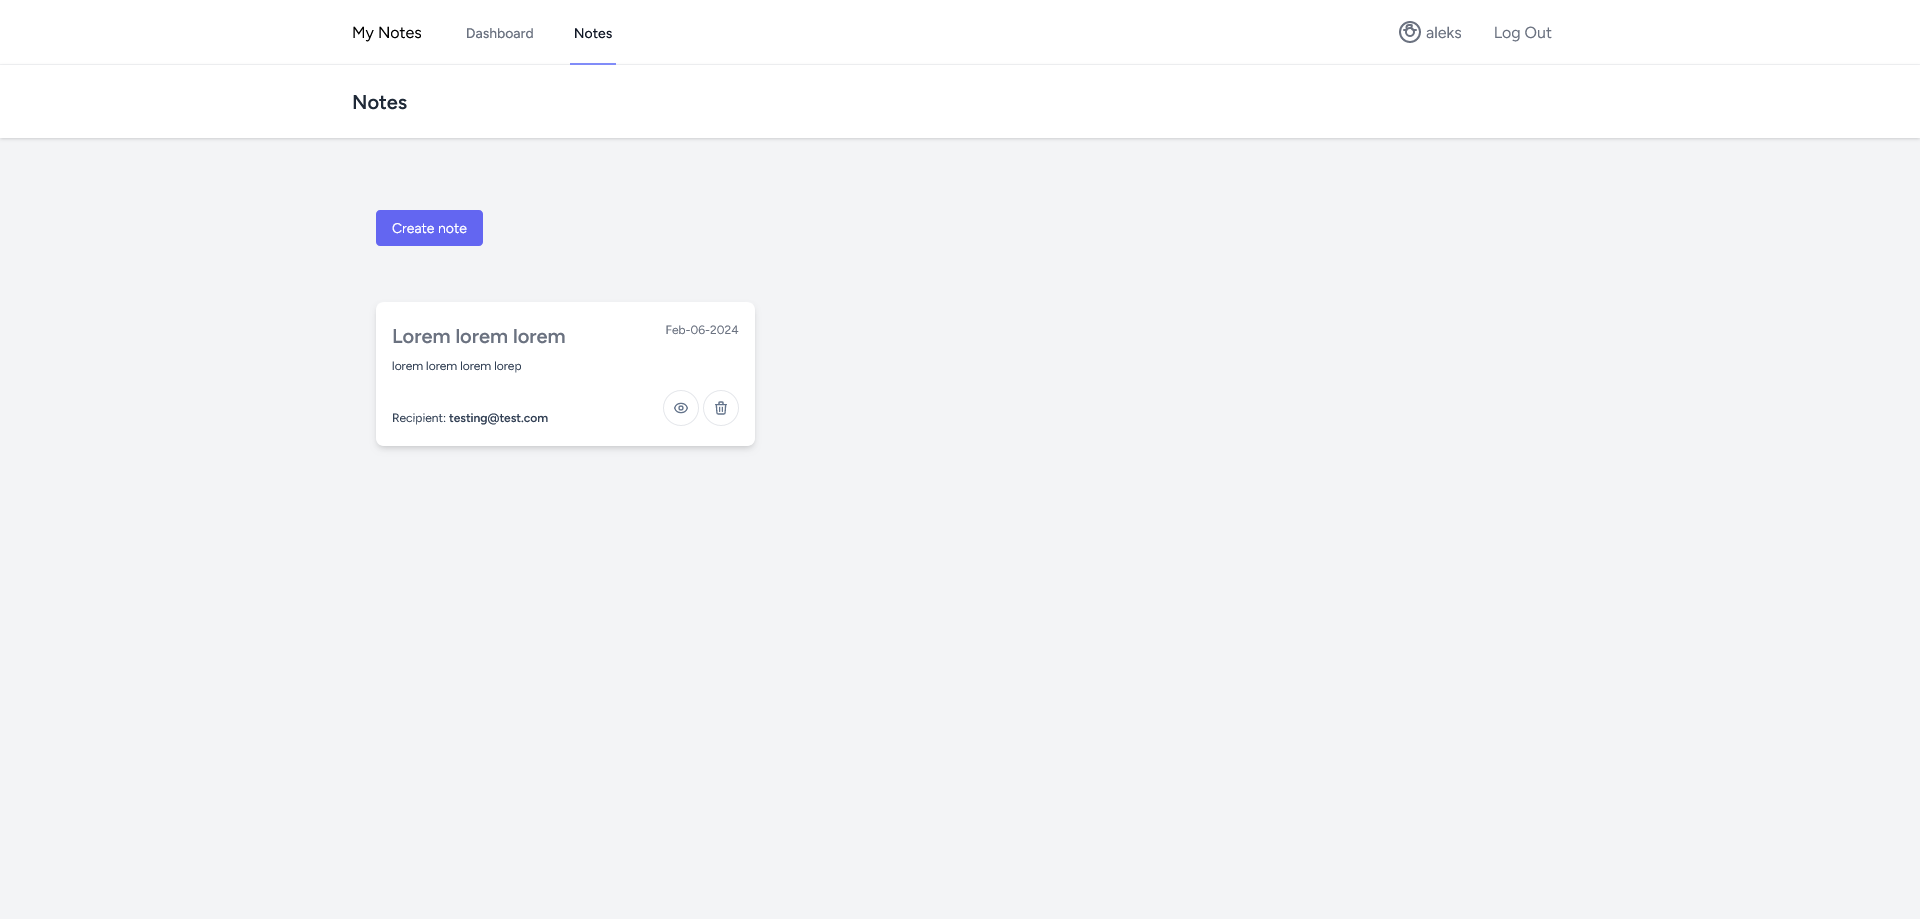 My Notes
Dashboard
Notes
aleks
Log Out
Notes
Create note
Lorem lorem lorem
Feb-06-2024
lorem lorem lorem lorep
Recipient: testing@test.com